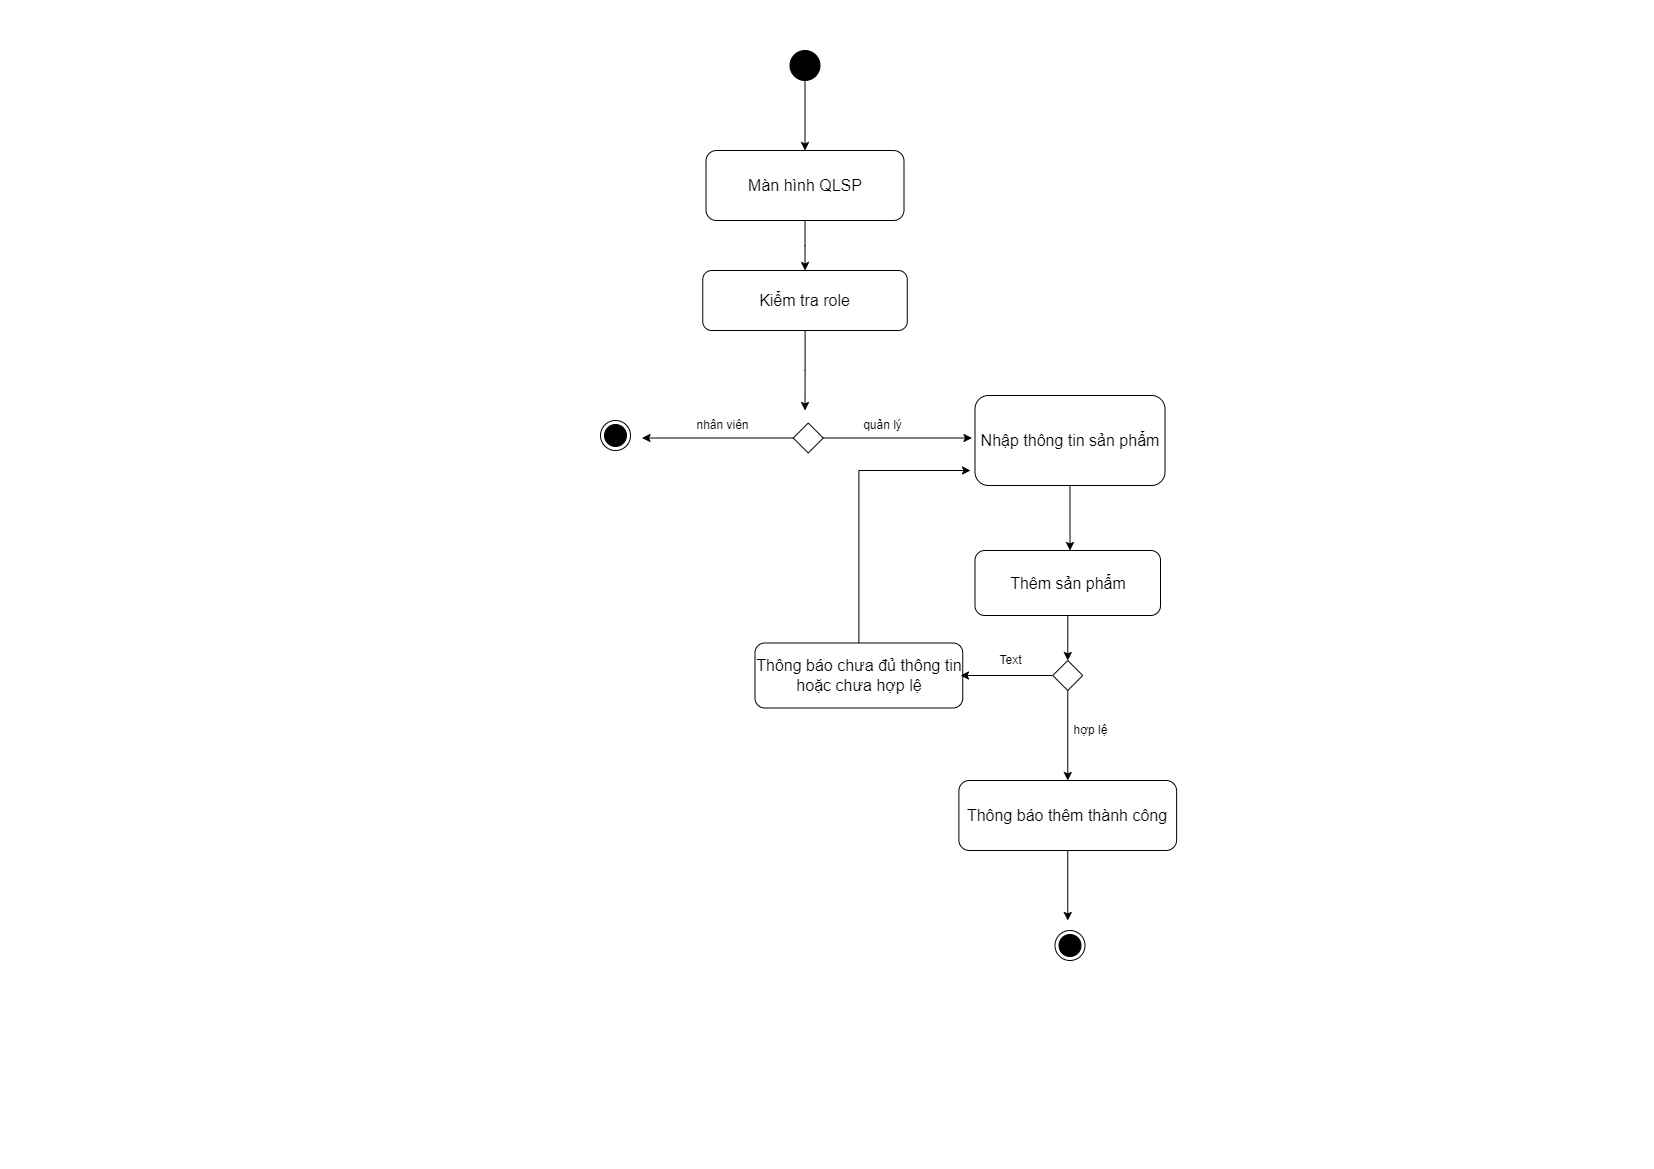 Màn hình QLSP
Kiểm tra role
nhân viên
quản lý
Nhập thông tin sản phẩm
Thêm sản phẩm
Text
Thông báo chưa đủ thông tin
hoặc chưa hợp lệ
hợp lệ
Thông báo thêm thành công